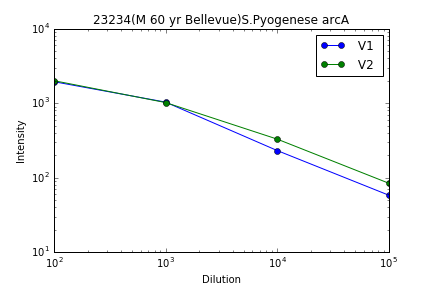 23234(M 60 yr Bellevue)S.Pyogenese arcA
10^4
10^3
10^2
10^1
Intensity
V1
V2
10^2 10^3 10^4 10^5
Dilution